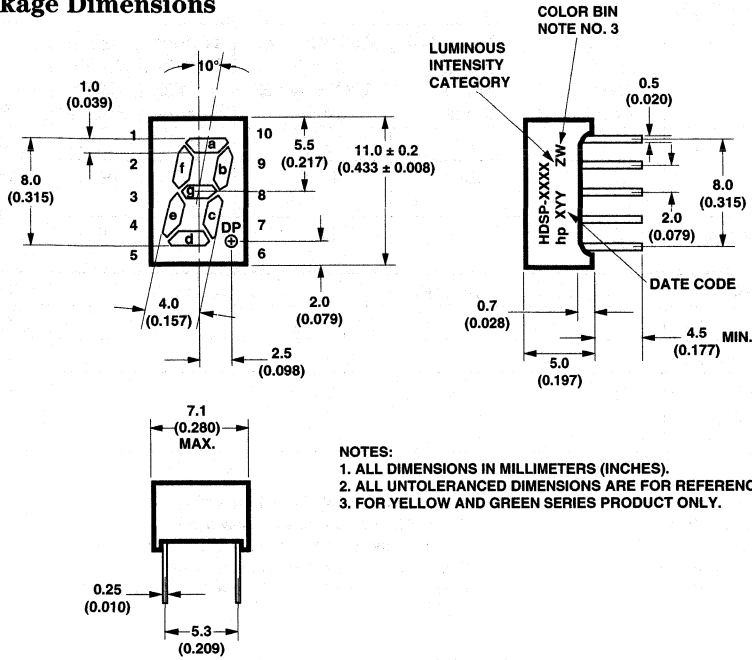 kage Dimensions
COLOR BIN
NOTE NO. 3
LUMINOUS
INTENSITY
CATEGORY
10°
1.0
(0.039)
0.5
(0.020)
1
2
3
4
5
10
9
8
7
6
a
f
b
g
e
c
d
DP
5.5
(0.217)
11.0 ± 0.2
(0.433 ± 0.008)
8.0
(0.315)
HDSP-XXXX
ZW
hp XYY
8.0
(0.315)
2.0
(0.079)
DATE CODE
4.0
(0.157)
2.0
(0.079)
0.7
(0.028)
4.5 MIN.
(0.177)
2.5
(0.098)
5.0
(0.197)
7.1
(0.280)
MAX.
NOTES:
1. ALL DIMENSIONS IN MILLIMETERS (INCHES).
2. ALL UNTOLERANCED DIMENSIONS ARE FOR REFERENC
3. FOR YELLOW AND GREEN SERIES PRODUCT ONLY.
0.25
(0.010)
5.3
(0.209)